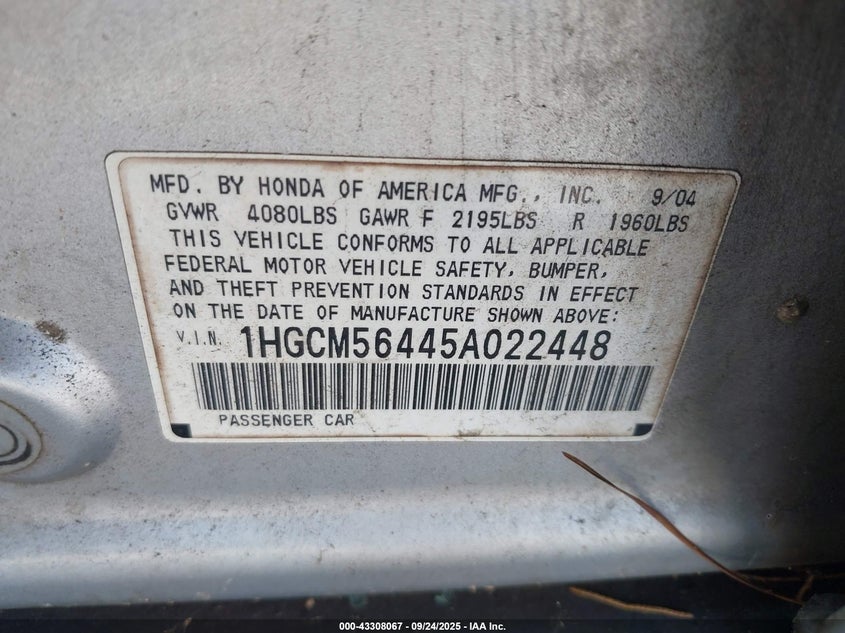 MFD. BY HONDA OF AMERICA MFG., INC. 9/04
GVWR 4080LBS GAWR F 2195LBS R 1960LBS
THIS VEHICLE CONFORMS TO ALL APPLICABLE
FEDERAL MOTOR VEHICLE SAFETY, BUMPER,
AND THEFT PREVENTION STANDARDS IN EFFECT
ON THE DATE OF MANUFACTURE SHOWN ABOVE:
V.I.N. 1HGCM56445A022448
PASSENGER CAR
000-43308067 - 09/24/2025 - IAA Inc.